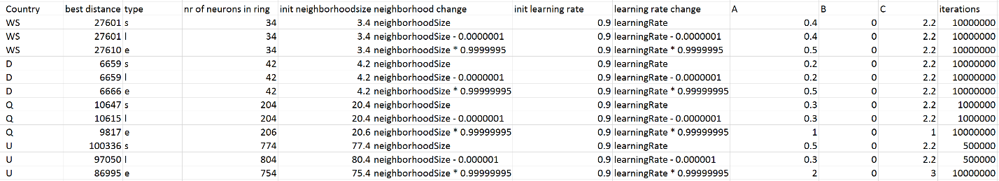 Country best distance type nr of neurons in ring init neighborhoodsize neighborhood change init learning rate learning rate change A B C iterations
WS 27601 s 34 3.4 neighborhoodSize 0.9 learningRate 0.4 0 2.2 10000000
WS 27601 l 34 3.4 neighborhoodSize - 0.0000001 0.9 learningRate - 0.0000001 0.4 0 2.2 10000000
WS 27610 e 34 3.4 neighborhoodSize * 0.9999995 0.9 learningRate * 0.9999995 0.5 0 2.2 10000000
D 6659 s 42 4.2 neighborhoodSize 0.9 learningRate 0.2 0 2.2 10000000
D 6659 l 42 4.2 neighborhoodSize - 0.0000001 0.9 learningRate - 0.0000001 0.2 0 2.2 10000000
D 6666 e 42 4.2 neighborhoodSize * 0.99999995 0.9 learningRate * 0.99999995 0.5 0 2.2 10000000
Q 10647 s 204 20.4 neighborhoodSize 0.9 learningRate 0.3 0 2.2 1000000
Q 10615 l 204 20.4 neighborhoodSize - 0.0000001 0.9 learningRate - 0.0000001 0.3 0 2.2 1000000
Q 9817 e 206 20.6 neighborhoodSize * 0.99999995 0.9 learningRate * 0.99999995 1 0 1 10000000
U 100336 s 774 77.4 neighborhoodSize 0.9 learningRate 0.5 0 2.2 500000
U 97050 l 804 80.4 neighborhoodSize - 0.000001 0.9 learningRate - 0.000001 0.3 0 2.2 500000
U 86995 e 754 75.4 neighborhoodSize * 0.99999995 0.9 learningRate * 0.99999995 2 0 3 10000000